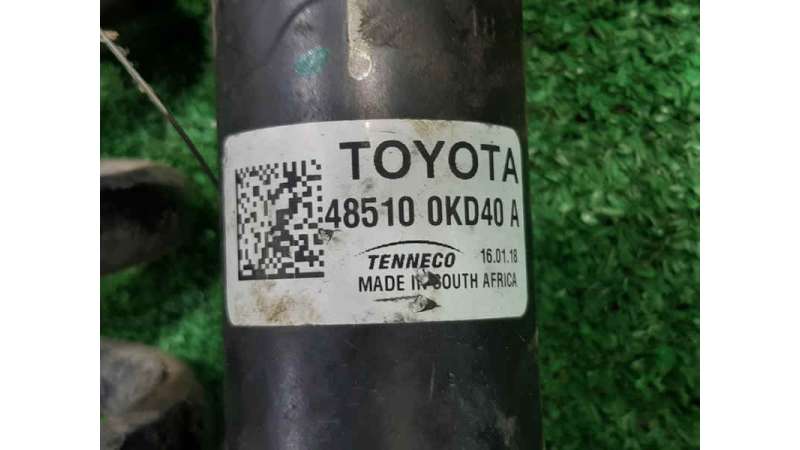 TOYOTA
48510 0KD40 A
TENNECO 16.01.18
MADE IN SOUTH AFRICA